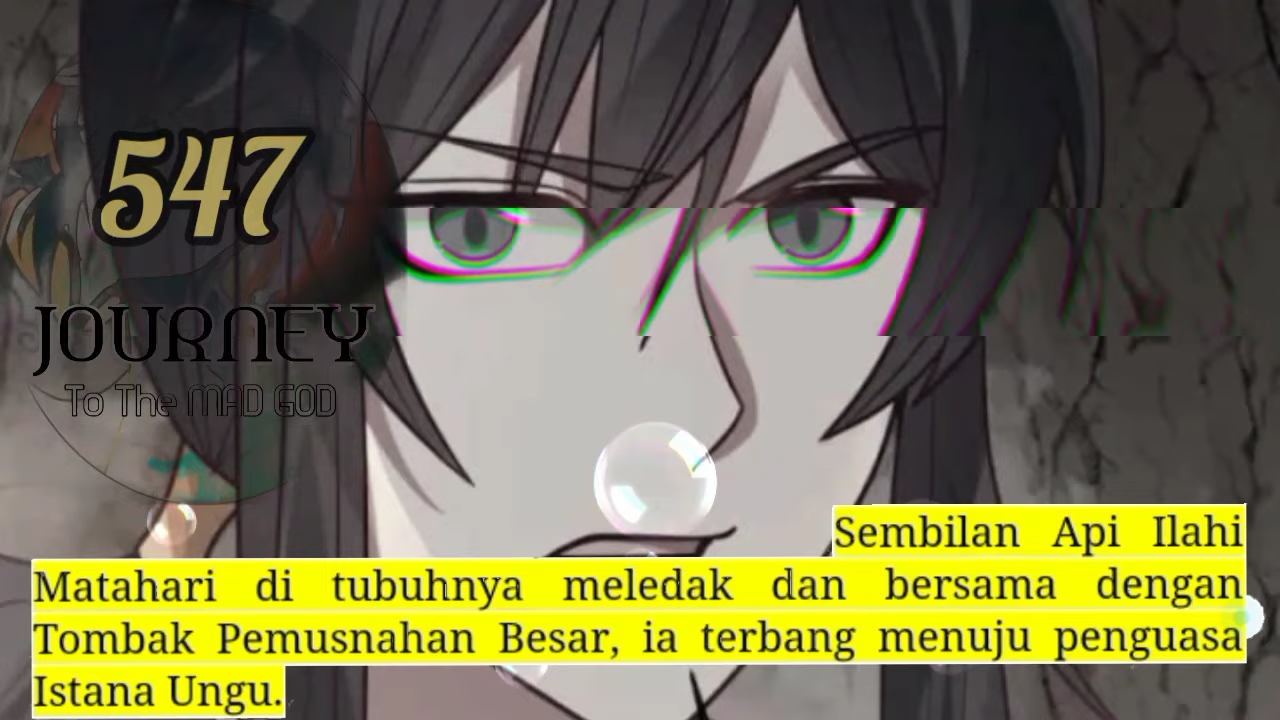 547
JOURNEY
To The MAD GOD
Sembilan Api Ilahi
Matahari di tubuhnya meledak dan bersama dengan
Tombak Pemusnahan Besar, ia terbang menuju penguasa
Istana Ungu.